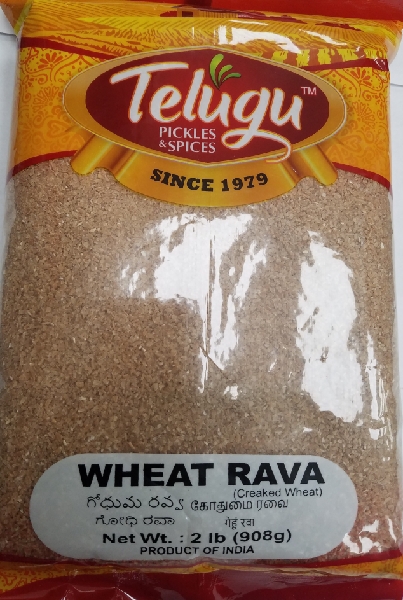 Telugu™
PICKLES
& SPICES
SINCE 1979
WHEAT RAVA
(Creaked Wheat)
గోధుమ రవ్వ கோதுமை ரவை
ಗೋಧಿ ರವಾ गेहूं रवा
Net Wt. : 2 lb (908g)
PRODUCT OF INDIA